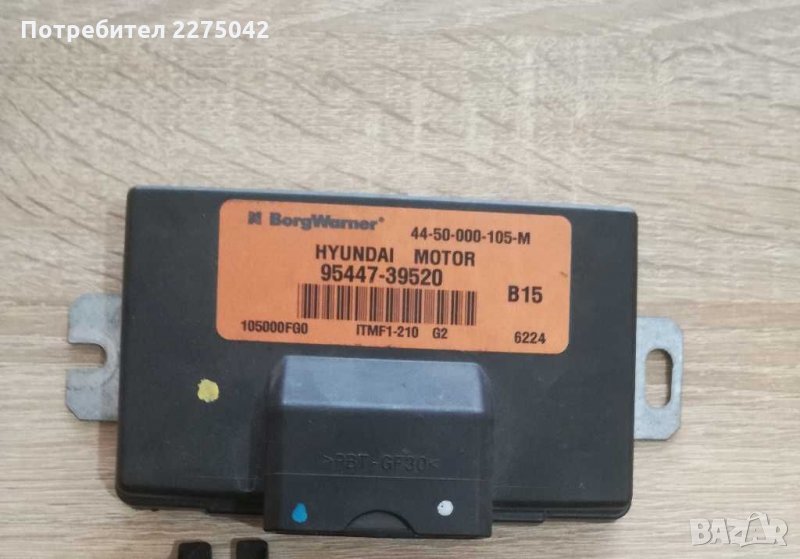 Потребител 2275042
BorgWarner®
44-50-000-105-M
HYUNDAI MOTOR
95447-39520
B15
105000FG0 ITMF1-210 G2 6224
>PBT-GF30<
BAZAR